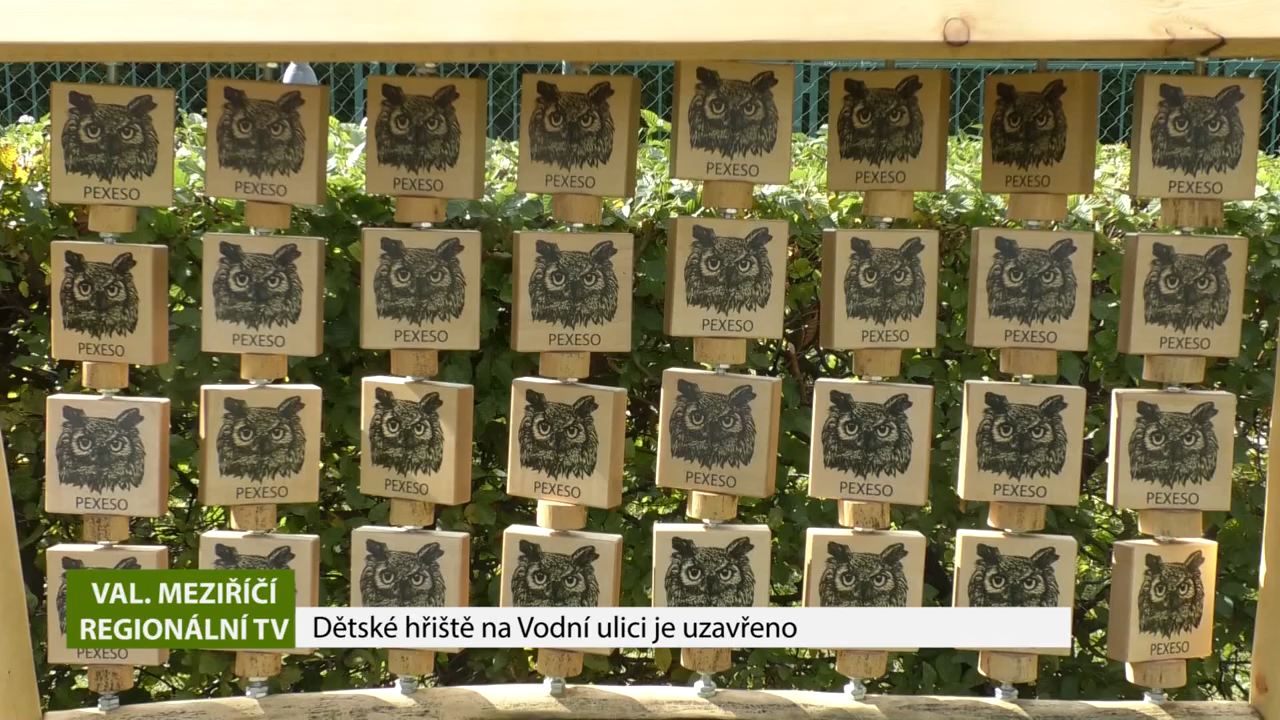 PEXESO PEXESO PEXESO PEXESO PEXESO PEXESO PEXESO PEXESO
PEXESO PEXESO PEXESO PEXESO PEXESO PEXESO PEXESO PEXESO
PEXESO PEXESO PEXESO PEXESO PEXESO PEXESO PEXESO PEXESO
VAL. MEZIŘÍČÍ
REGIONÁLNÍ TV
Dětské hřiště na Vodní ulici je uzavřeno
PEXESO PEXESO